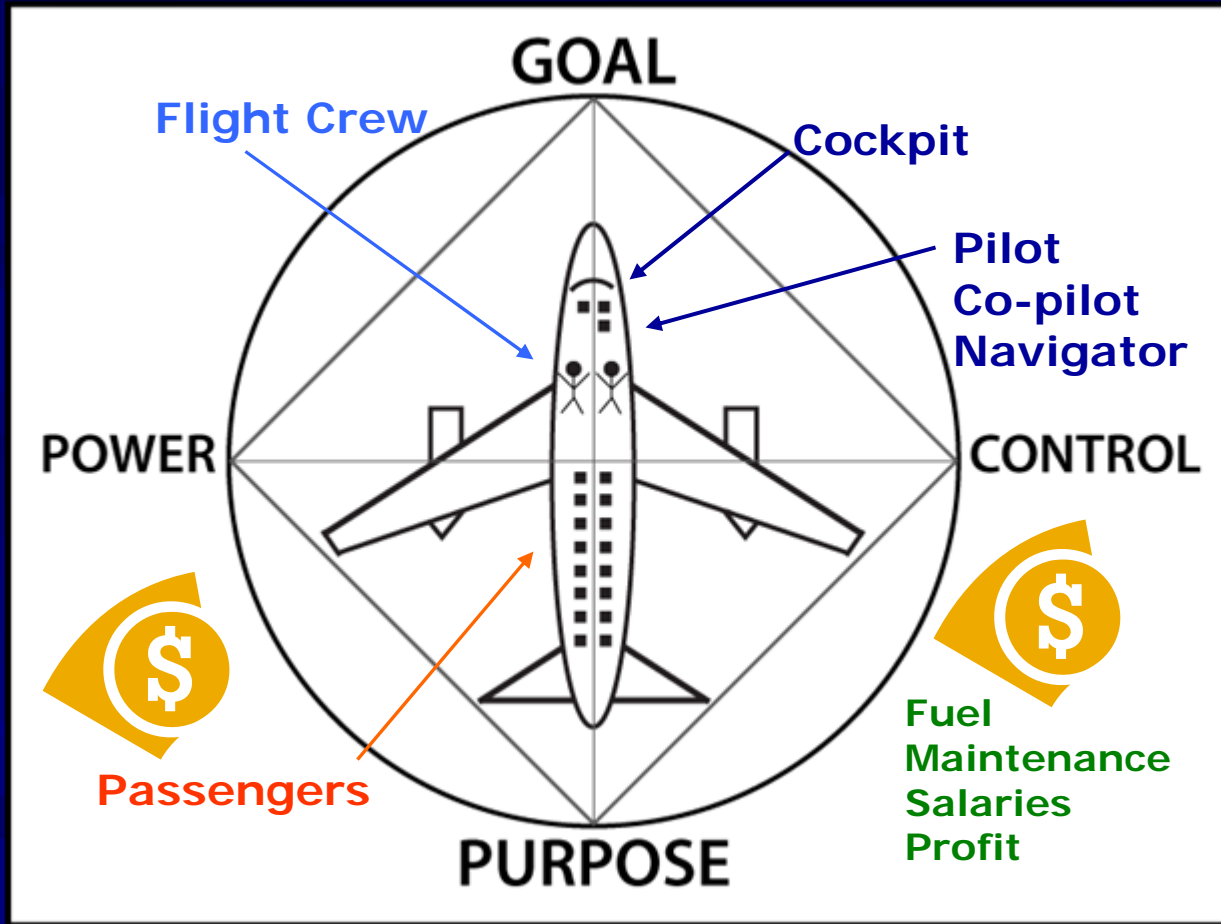 GOAL
Flight Crew
Cockpit
Pilot
Co-pilot
Navigator
POWER
CONTROL
$
$
Passengers
Fuel
Maintenance
Salaries
Profit
PURPOSE